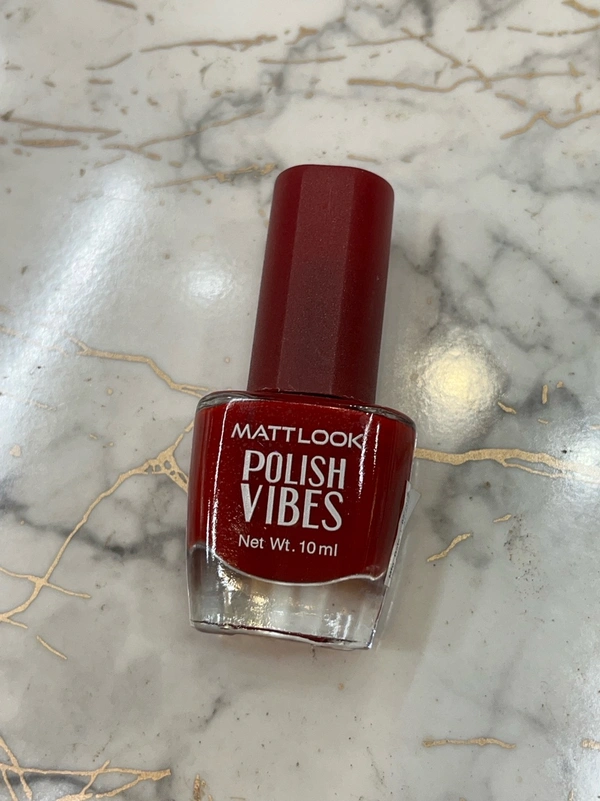 MATTLOOK
POLISH
VIBES
Net Wt. 10 ml